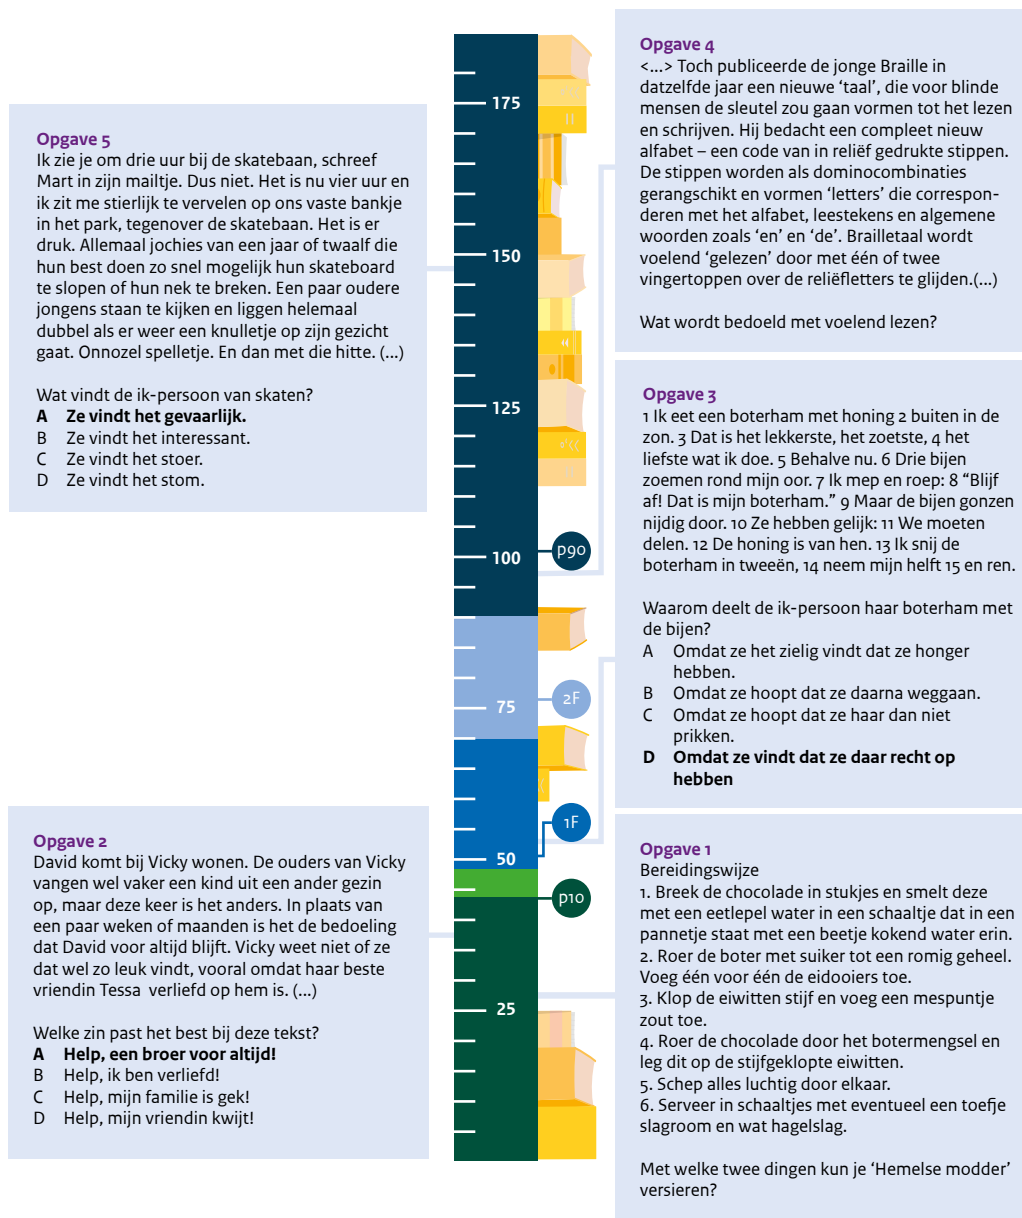 Opgave 5
Ik zie je om drie uur bij de skatebaan, schreef
Mart in zijn mailtje. Dus niet. Het is nu vier uur en
ik zit me stierlijk te vervelen op ons vaste bankje
in het park, tegenover de skatebaan. Het is er
druk. Allemaal jochies van een jaar of twaalf die
hun best doen zo snel mogelijk hun skateboard
te slopen of hun nek te breken. Een paar oudere
jongens staan te kijken en liggen helemaal
dubbel als er weer een knulletje op zijn gezicht
gaat. Onnozel spelletje. En dan met die hitte. (...)
Wat vindt de ik-persoon van skaten?
A Ze vindt het gevaarlijk.
B Ze vindt het interessant.
C Ze vindt het stoer.
D Ze vindt het stom.
Opgave 2
David komt bij Vicky wonen. De ouders van Vicky
vangen wel vaker een kind uit een ander gezin
op, maar deze keer is het anders. In plaats van
een paar weken of maanden is het de bedoeling
dat David voor altijd blijft. Vicky weet niet of ze
dat wel zo leuk vindt, vooral omdat haar beste
vriendin Tessa verliefd op hem is. (...)
Welke zin past het best bij deze tekst?
A Help, een broer voor altijd!
B Help, ik ben verliefd!
C Help, mijn familie is gek!
D Help, mijn vriendin kwijt!
175
150
125
100
75
50
25
p90
2F
1F
p10
Opgave 4
<...> Toch publiceerde de jonge Braille in
datzelfde jaar een nieuwe ‘taal’, die voor blinde
mensen de sleutel zou gaan vormen tot het lezen
en schrijven. Hij bedacht een compleet nieuw
alfabet – een code van in reliëf gedrukte stippen.
De stippen worden als dominocombinaties
gerangschikt en vormen ‘letters’ die correspon-
deren met het alfabet, leestekens en algemene
woorden zoals ‘en’ en ‘de’. Brailletaal wordt
voelend ‘gelezen’ door met één of twee
vingertoppen over de reliëfletters te glijden.(...)
Wat wordt bedoeld met voelend lezen?
Opgave 3
1 Ik eet een boterham met honing 2 buiten in de
zon. 3 Dat is het lekkerste, het zoetste, 4 het
liefste wat ik doe. 5 Behalve nu. 6 Drie bijen
zoemen rond mijn oor. 7 Ik mep en roep: 8 “Blijf
af! Dat is mijn boterham.” 9 Maar de bijen gonzen
nijdig door. 10 Ze hebben gelijk: 11 We moeten
delen. 12 De honing is van hen. 13 Ik snij de
boterham in tweeën, 14 neem mijn helft 15 en ren.
Waarom deelt de ik-persoon haar boterham met
de bijen?
A Omdat ze het zielig vindt dat ze honger
hebben.
B Omdat ze hoopt dat ze daarna weggaan.
C Omdat ze hoopt dat ze haar dan niet
prikken.
D Omdat ze vindt dat ze daar recht op
hebben
Opgave 1
Bereidingswijze
1. Breek de chocolade in stukjes en smelt deze
met een eetlepel water in een schaaltje dat in een
pannetje staat met een beetje kokend water erin.
2. Roer de boter met suiker tot een romig geheel.
Voeg één voor één de eidooiers toe.
3. Klop de eiwitten stijf en voeg een mespuntje
zout toe.
4. Roer de chocolade door het botermengsel en
leg dit op de stijfgeklopte eiwitten.
5. Schep alles luchtig door elkaar.
6. Serveer in schaaltjes met eventueel een toefje
slagroom en wat hagelslag.
Met welke twee dingen kun je ‘Hemelse modder’
versieren?